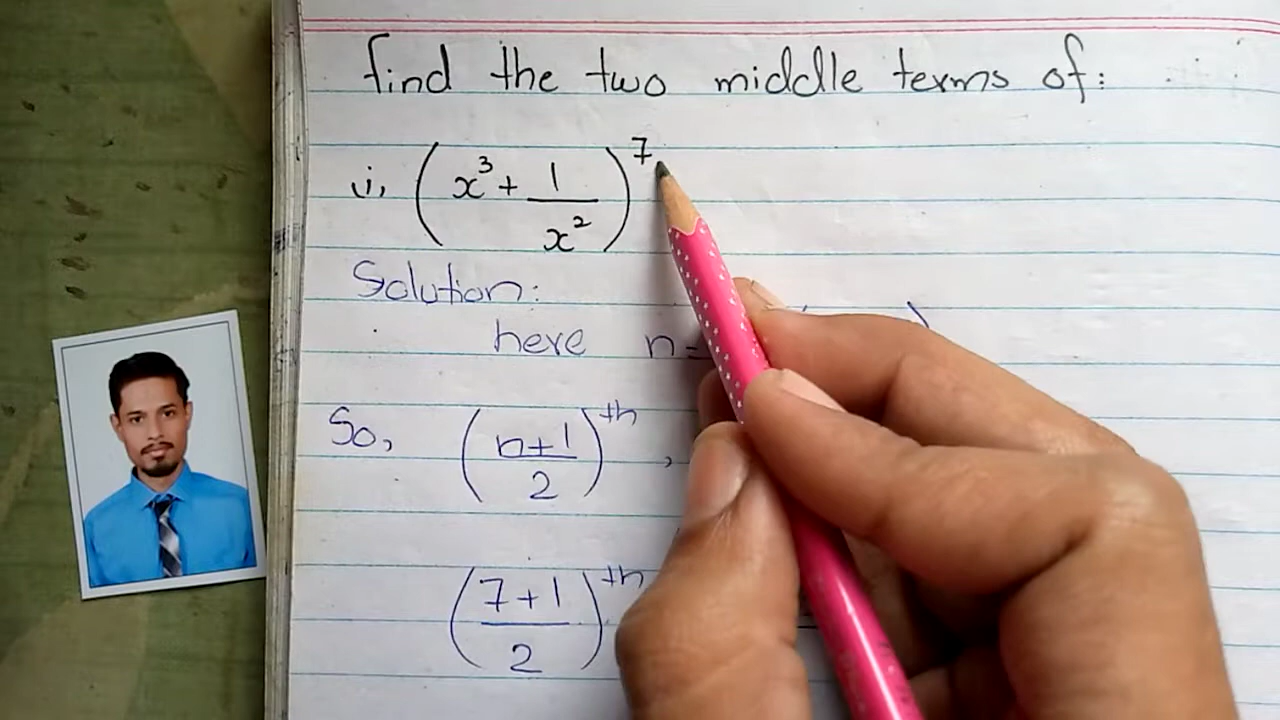 find the two middle terms of:
i, (x³ + 1/x²)⁷
Solution:
here n=
So, (n+1/2)th,
(7+1/2)th